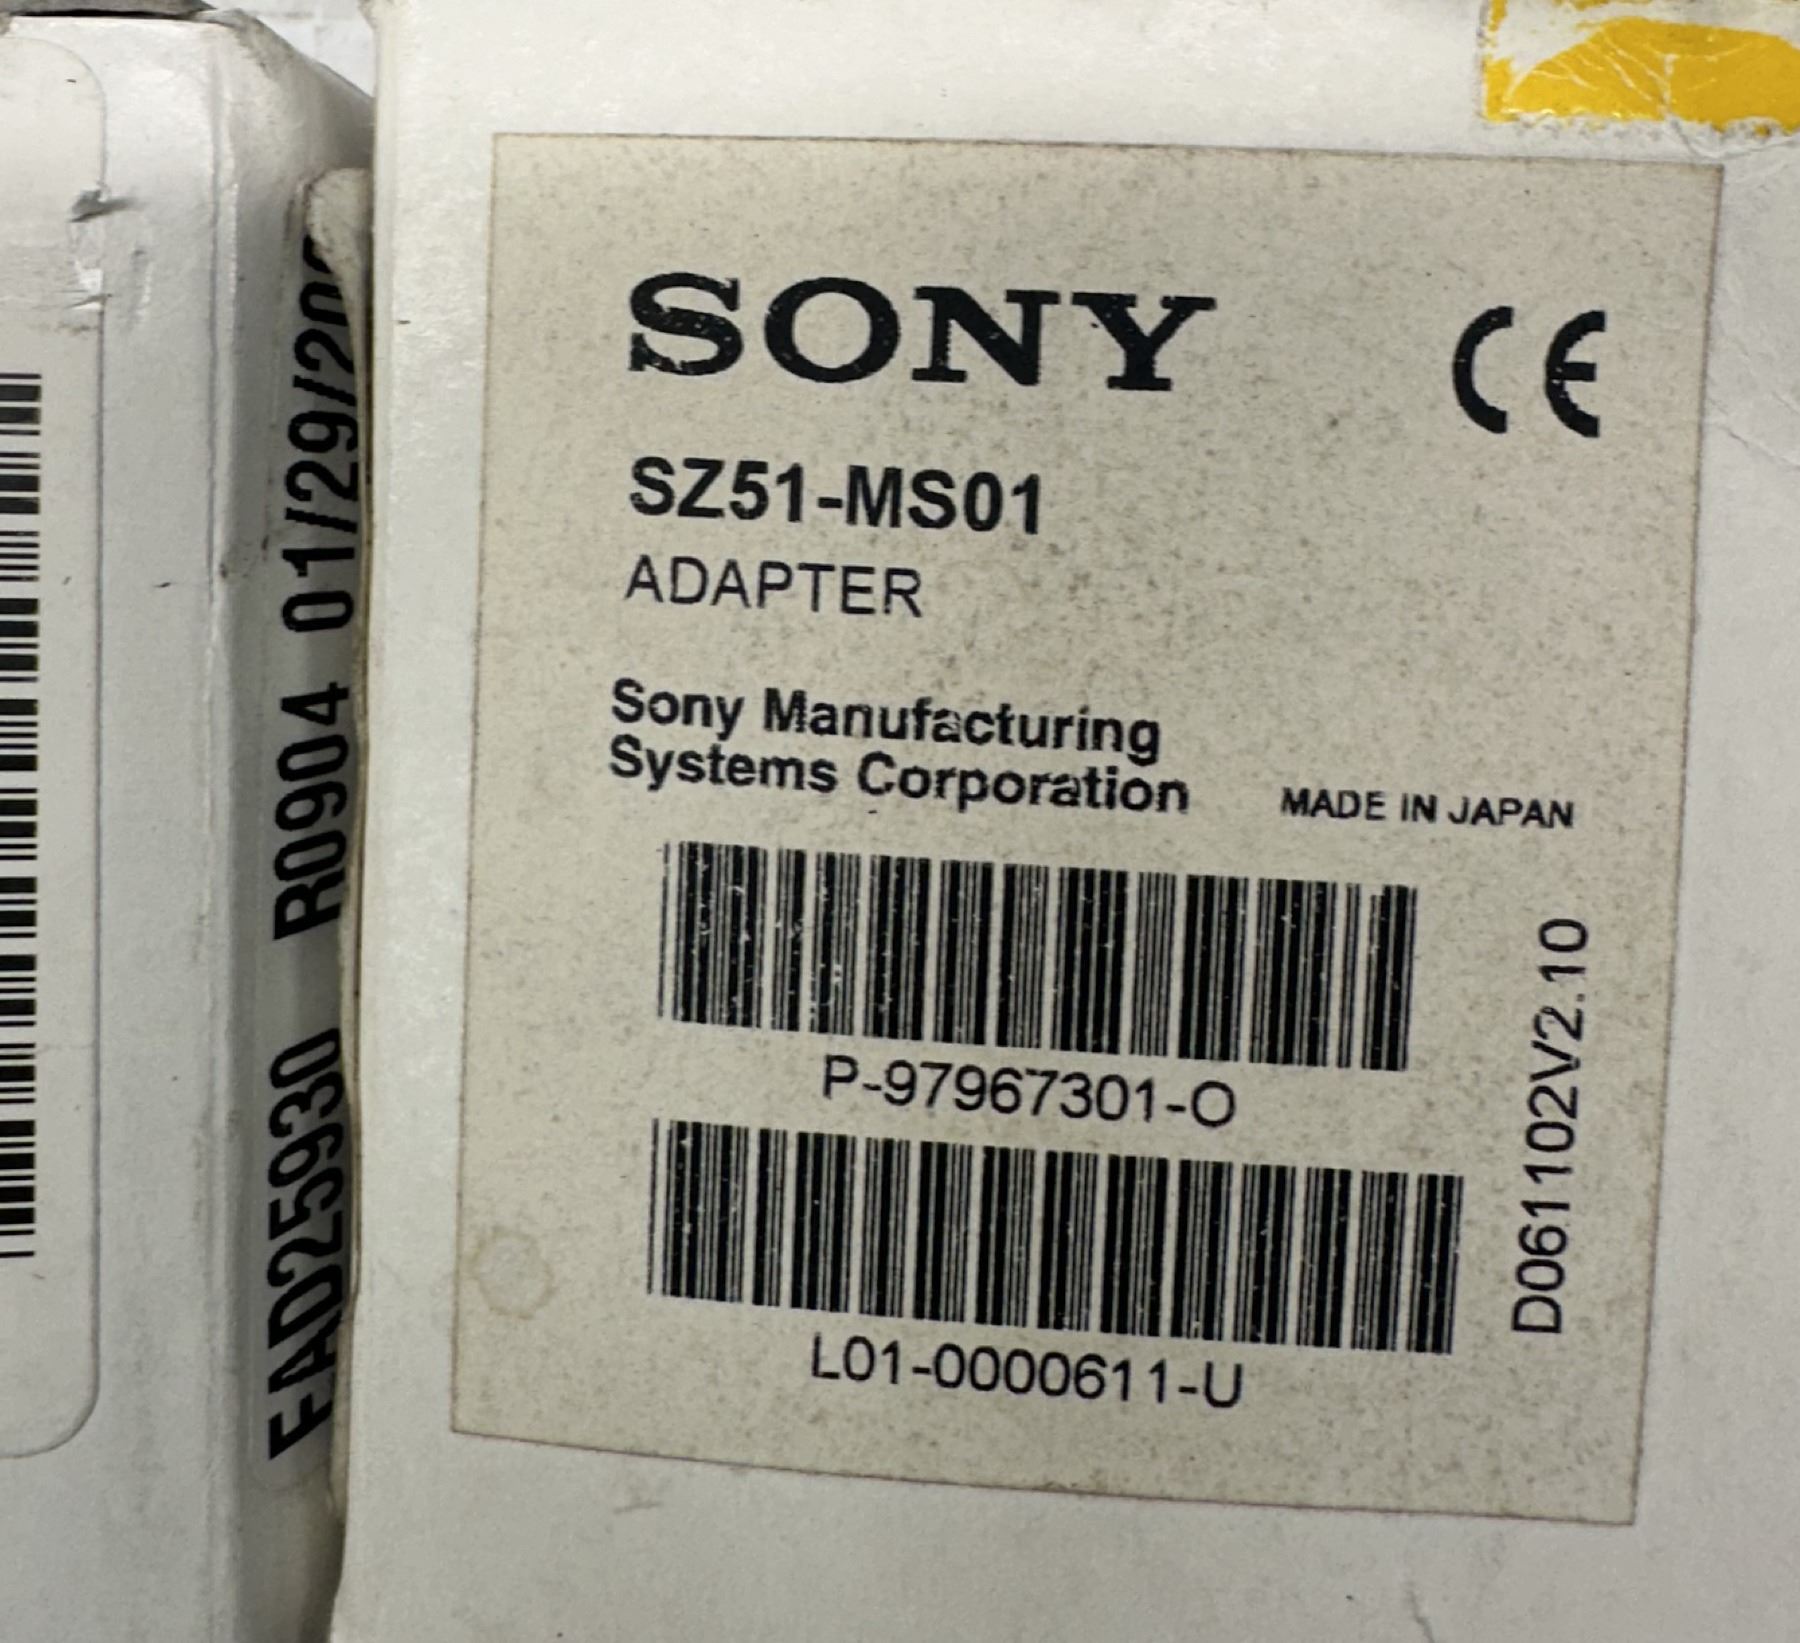 SONY
CE
SZ51-MS01
ADAPTER
Sony Manufacturing
Systems Corporation
MADE IN JAPAN
P-97967301-O
L01-0000611-U
D061102V2.10
R0904 01/29/20